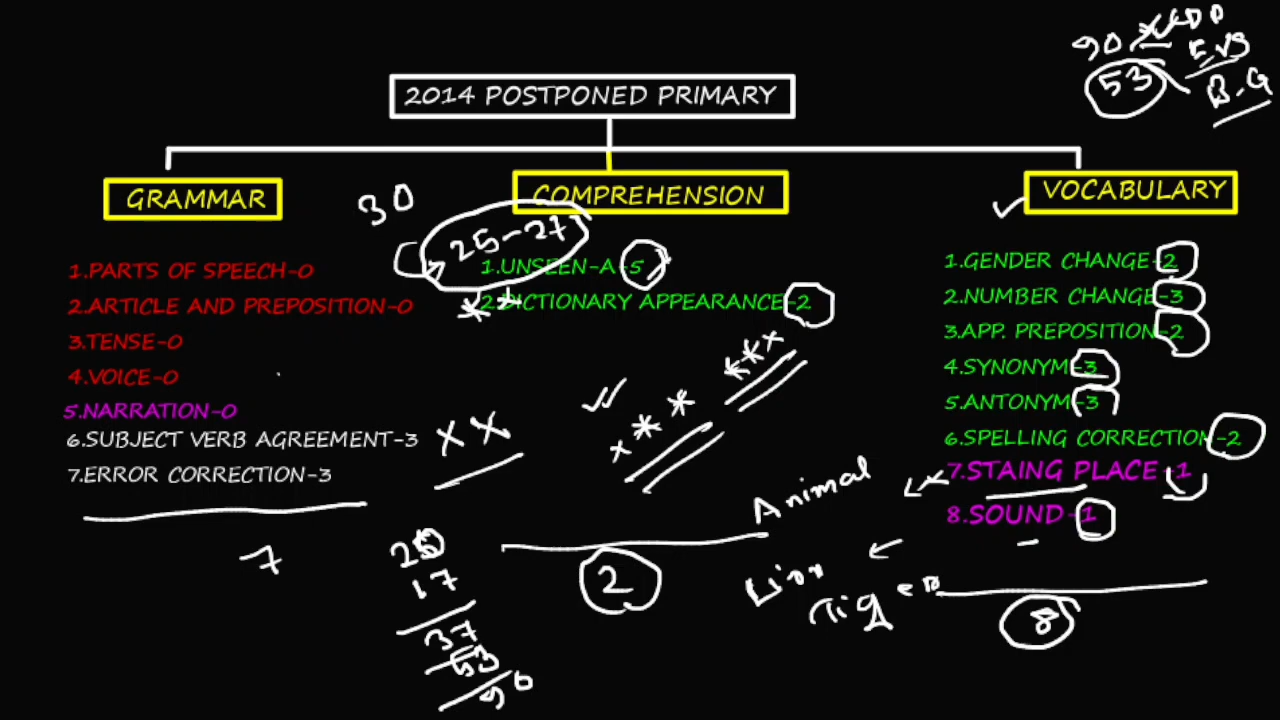 90 
53
EVS
B.G
2014 POSTPONED PRIMARY
GRAMMAR
1.PARTS OF SPEECH-0
2.ARTICLE AND PREPOSITION-0
3.TENSE-0
4.VOICE-0
5.NARRATION-0
6.SUBJECT VERB AGREEMENT-3
7.ERROR CORRECTION-3
7
COMPREHENSION
30
25-27
1.UNSEEN-A-5
2.DICTIONARY APPEARANCE-2
2
20
17
37
53
90
VOCABULARY
1.GENDER CHANGE-2
2.NUMBER CHANGE-3
3.APP. PREPOSITION-2
4.SYNONYM-3
5.ANTONYM-3
6.SPELLING CORRECTION-2
7.STAING PLACE-1
8.SOUND-1
Animal
Lion
Tiger
8